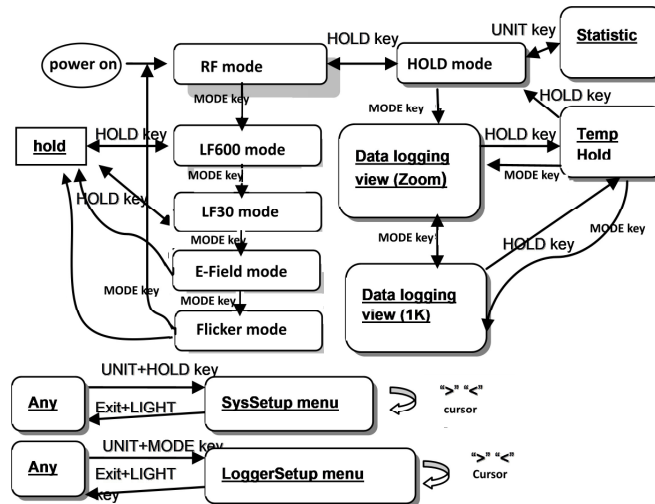 power on
RF mode
HOLD key
HOLD mode
UNIT key
Statistic
MODE key
MODE key
HOLD key
hold
HOLD key
LF600 mode
Data logging
view (Zoom)
HOLD key
MODE key
Temp
Hold
MODE key
HOLD key
LF30 mode
MODE key
MODE key
HOLD key
MODE key
E-Field mode
MODE key
MODE key
Flicker mode
Data logging
view (1K)
UNIT+HOLD key
Any
Exit+LIGHT
SysSetup menu
">" "<"
cursor
UNIT+MODE key
Any
Exit+LIGHT
key
LoggerSetup menu
">" "<"
Cursor